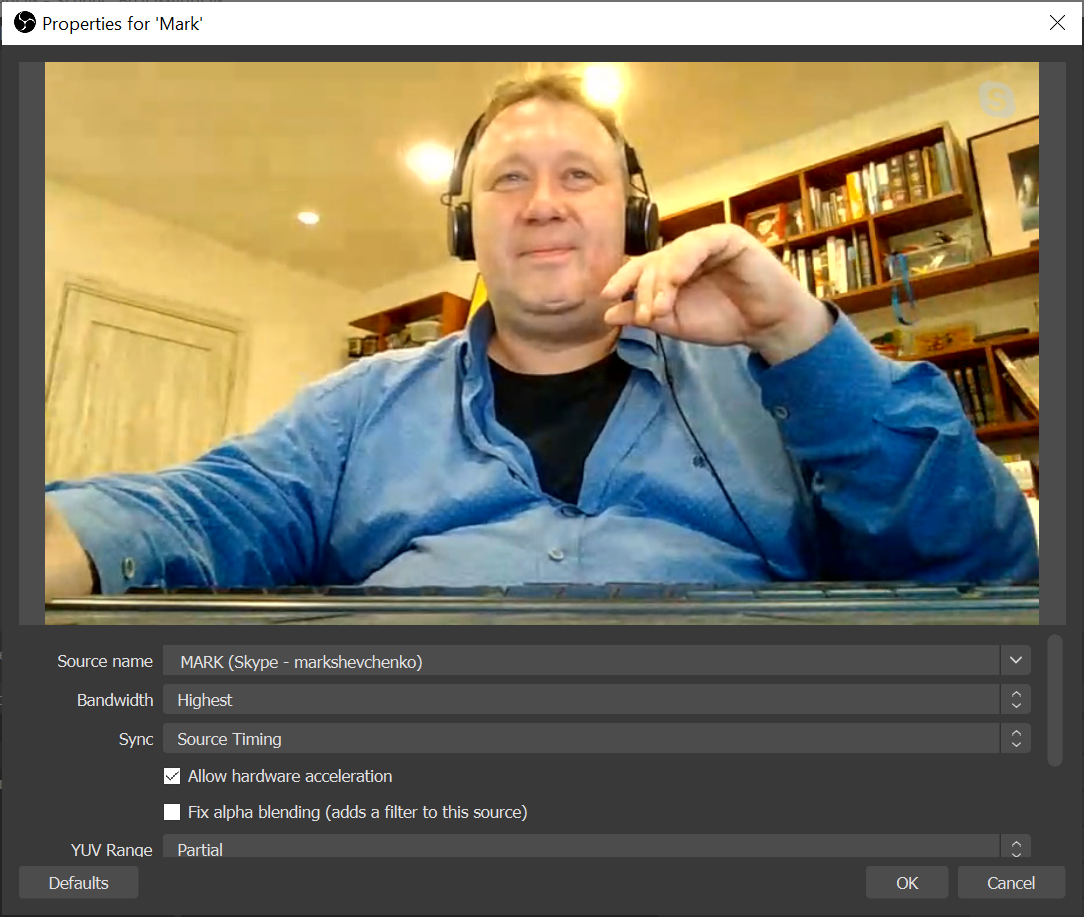 Properties for 'Mark'
Source name MARK (Skype - markshevchenko)
Bandwidth Highest
Sync Source Timing
Allow hardware acceleration
Fix alpha blending (adds a filter to this source)
YUV Range Partial
Defaults OK Cancel